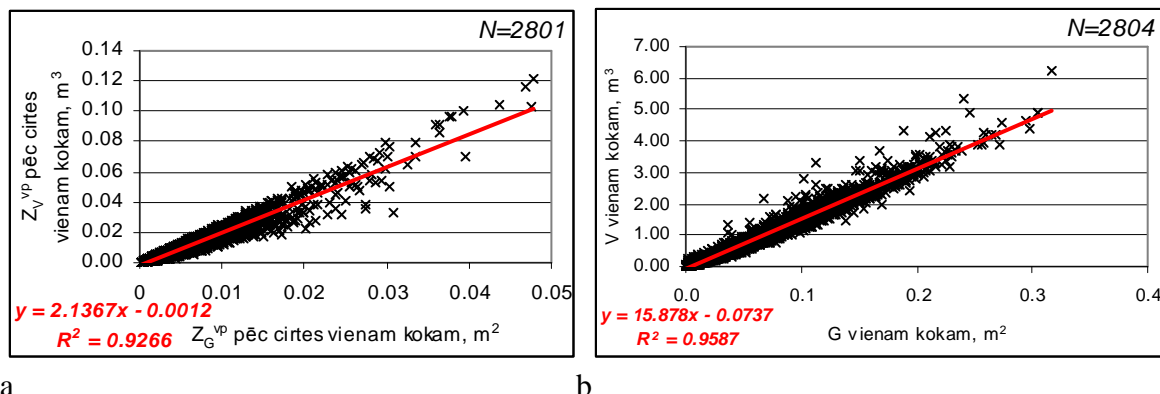 N=2801
Z_V^vp pēc cirtes
vienam kokam, m³
0.14
0.12
0.10
0.08
0.06
0.04
0.02
0.00
0
0.01
0.02
0.03
0.04
0.05
y = 2.1367x - 0.0012
R² = 0.9266
Z_G^vp pēc cirtes vienam kokam, m²
a
N=2804
V vienam kokam, m³
7.00
6.00
5.00
4.00
3.00
2.00
1.00
0.00
0.0
0.1
0.2
0.3
0.4
y = 15.878x - 0.0737
R² = 0.9587
G vienam kokam, m²
b